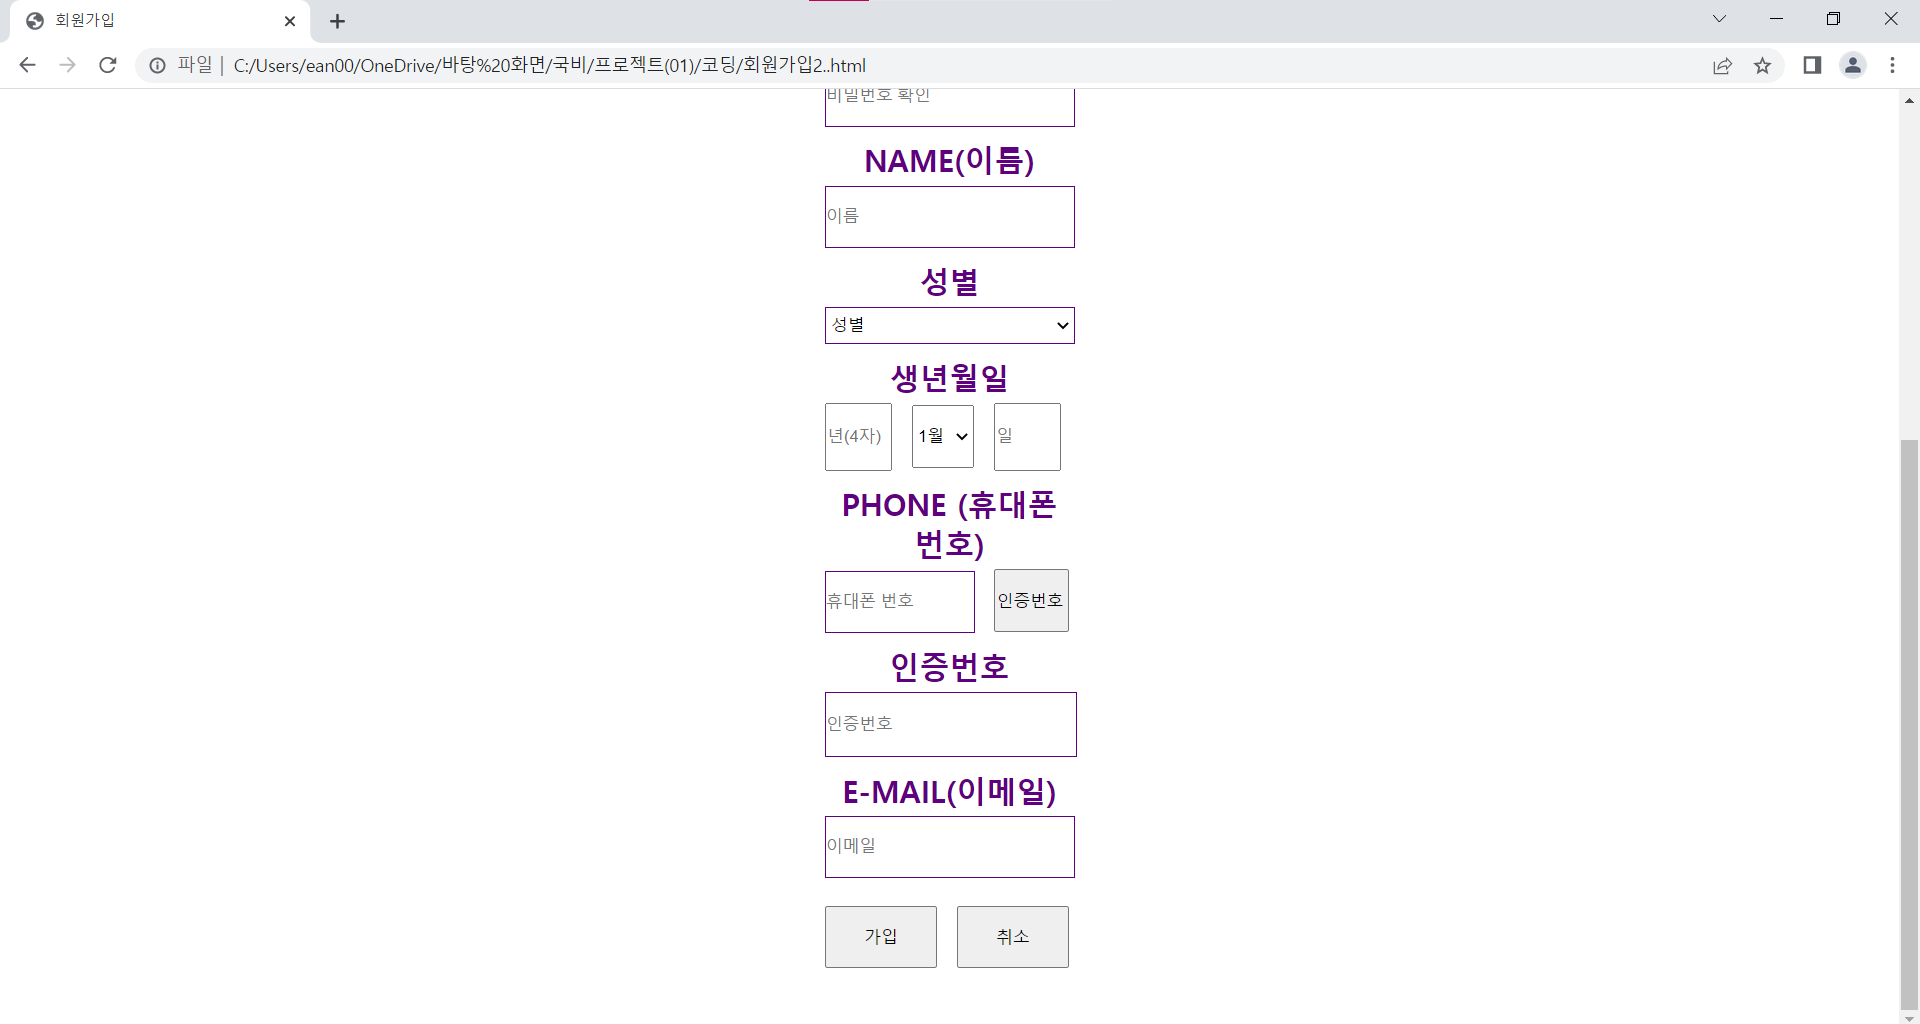 회원가입
파일 | C:/Users/ean00/OneDrive/바탕%20화면/국비/프로젝트(01)/코딩/회원가입2..html
비밀번호 확인
NAME(이름)
이름
성별
성별
생년월일
년(4자) 1월 일
PHONE (휴대폰
번호)
휴대폰 번호 인증번호
인증번호
인증번호
E-MAIL(이메일)
이메일
가입 취소